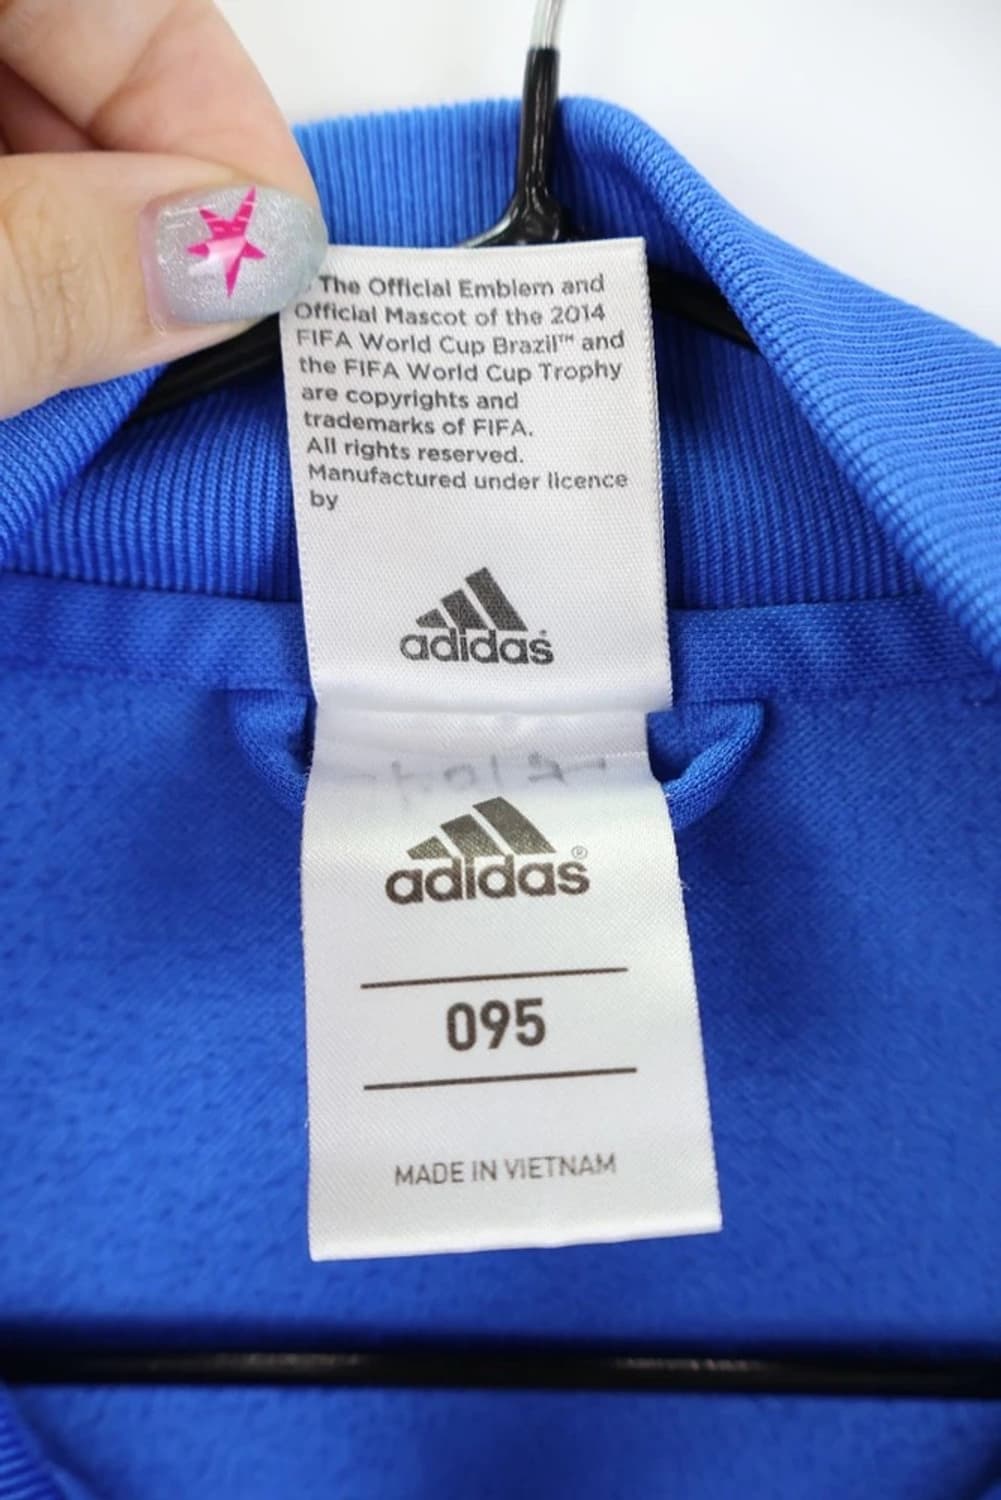 The Official Emblem and
Official Mascot of the 2014
FIFA World Cup Brazil™ and
the FIFA World Cup Trophy
are copyrights and
trademarks of FIFA.
All rights reserved.
Manufactured under licence
by
adidas
adidas®
095
MADE IN VIETNAM